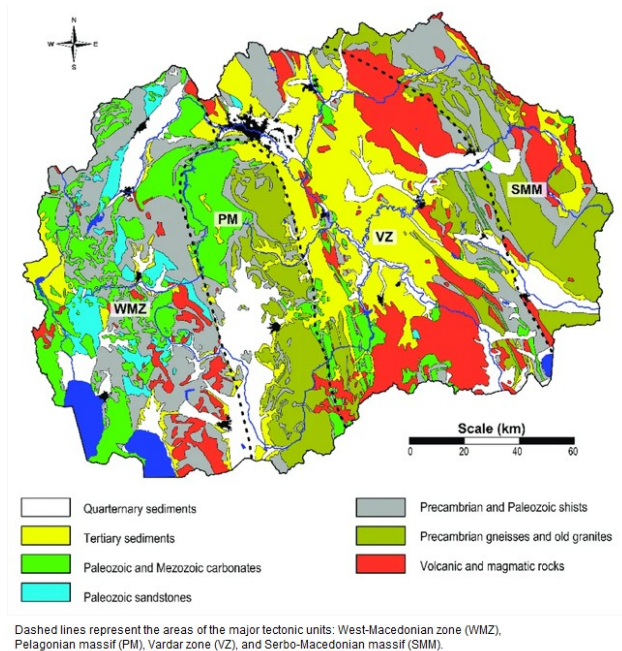 N
W E
S
PM
SMM
VZ
WMZ
Scale (km)
0 20 40 60
Quarternary sediments
Tertiary sediments
Paleozoic and Mezozoic carbonates
Paleozic sandstones
Precambrian and Paleozoic shists
Precambrian gneisses and old granites
Volcanic and magmatic rocks
Dashed lines represent the areas of the major tectonic units: West-Macedonian zone (WMZ),
Pelagonian massif (PM), Vardar zone (VZ), and Serbo-Macedonian massif (SMM).